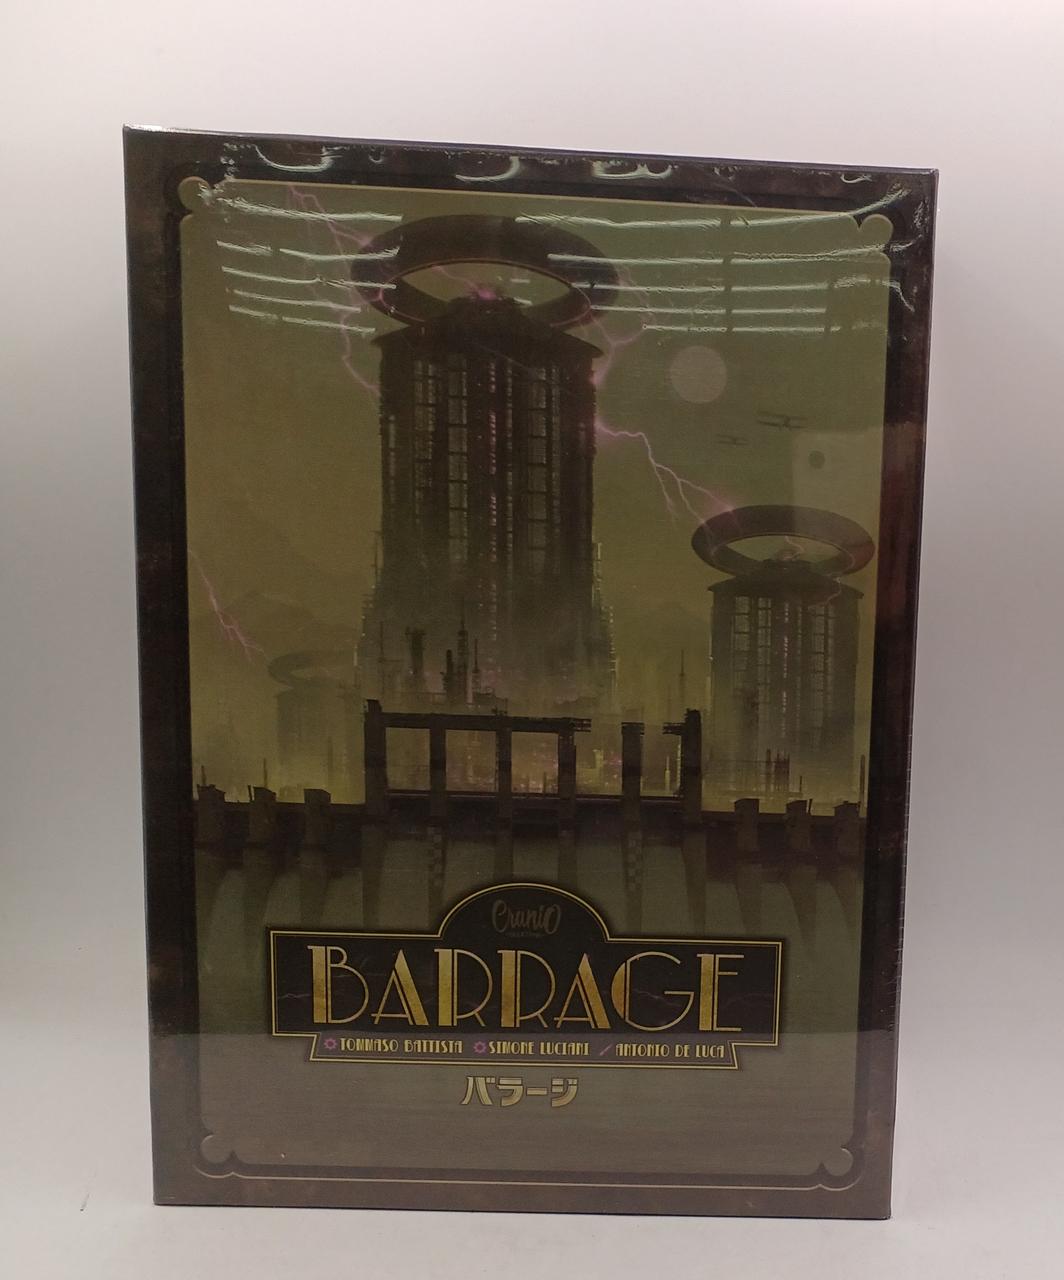 Cranio
BARRAGE
TOMMASO BATTISTA SIMONE LUCIANI ANTONIO DE LUCA
バラージ